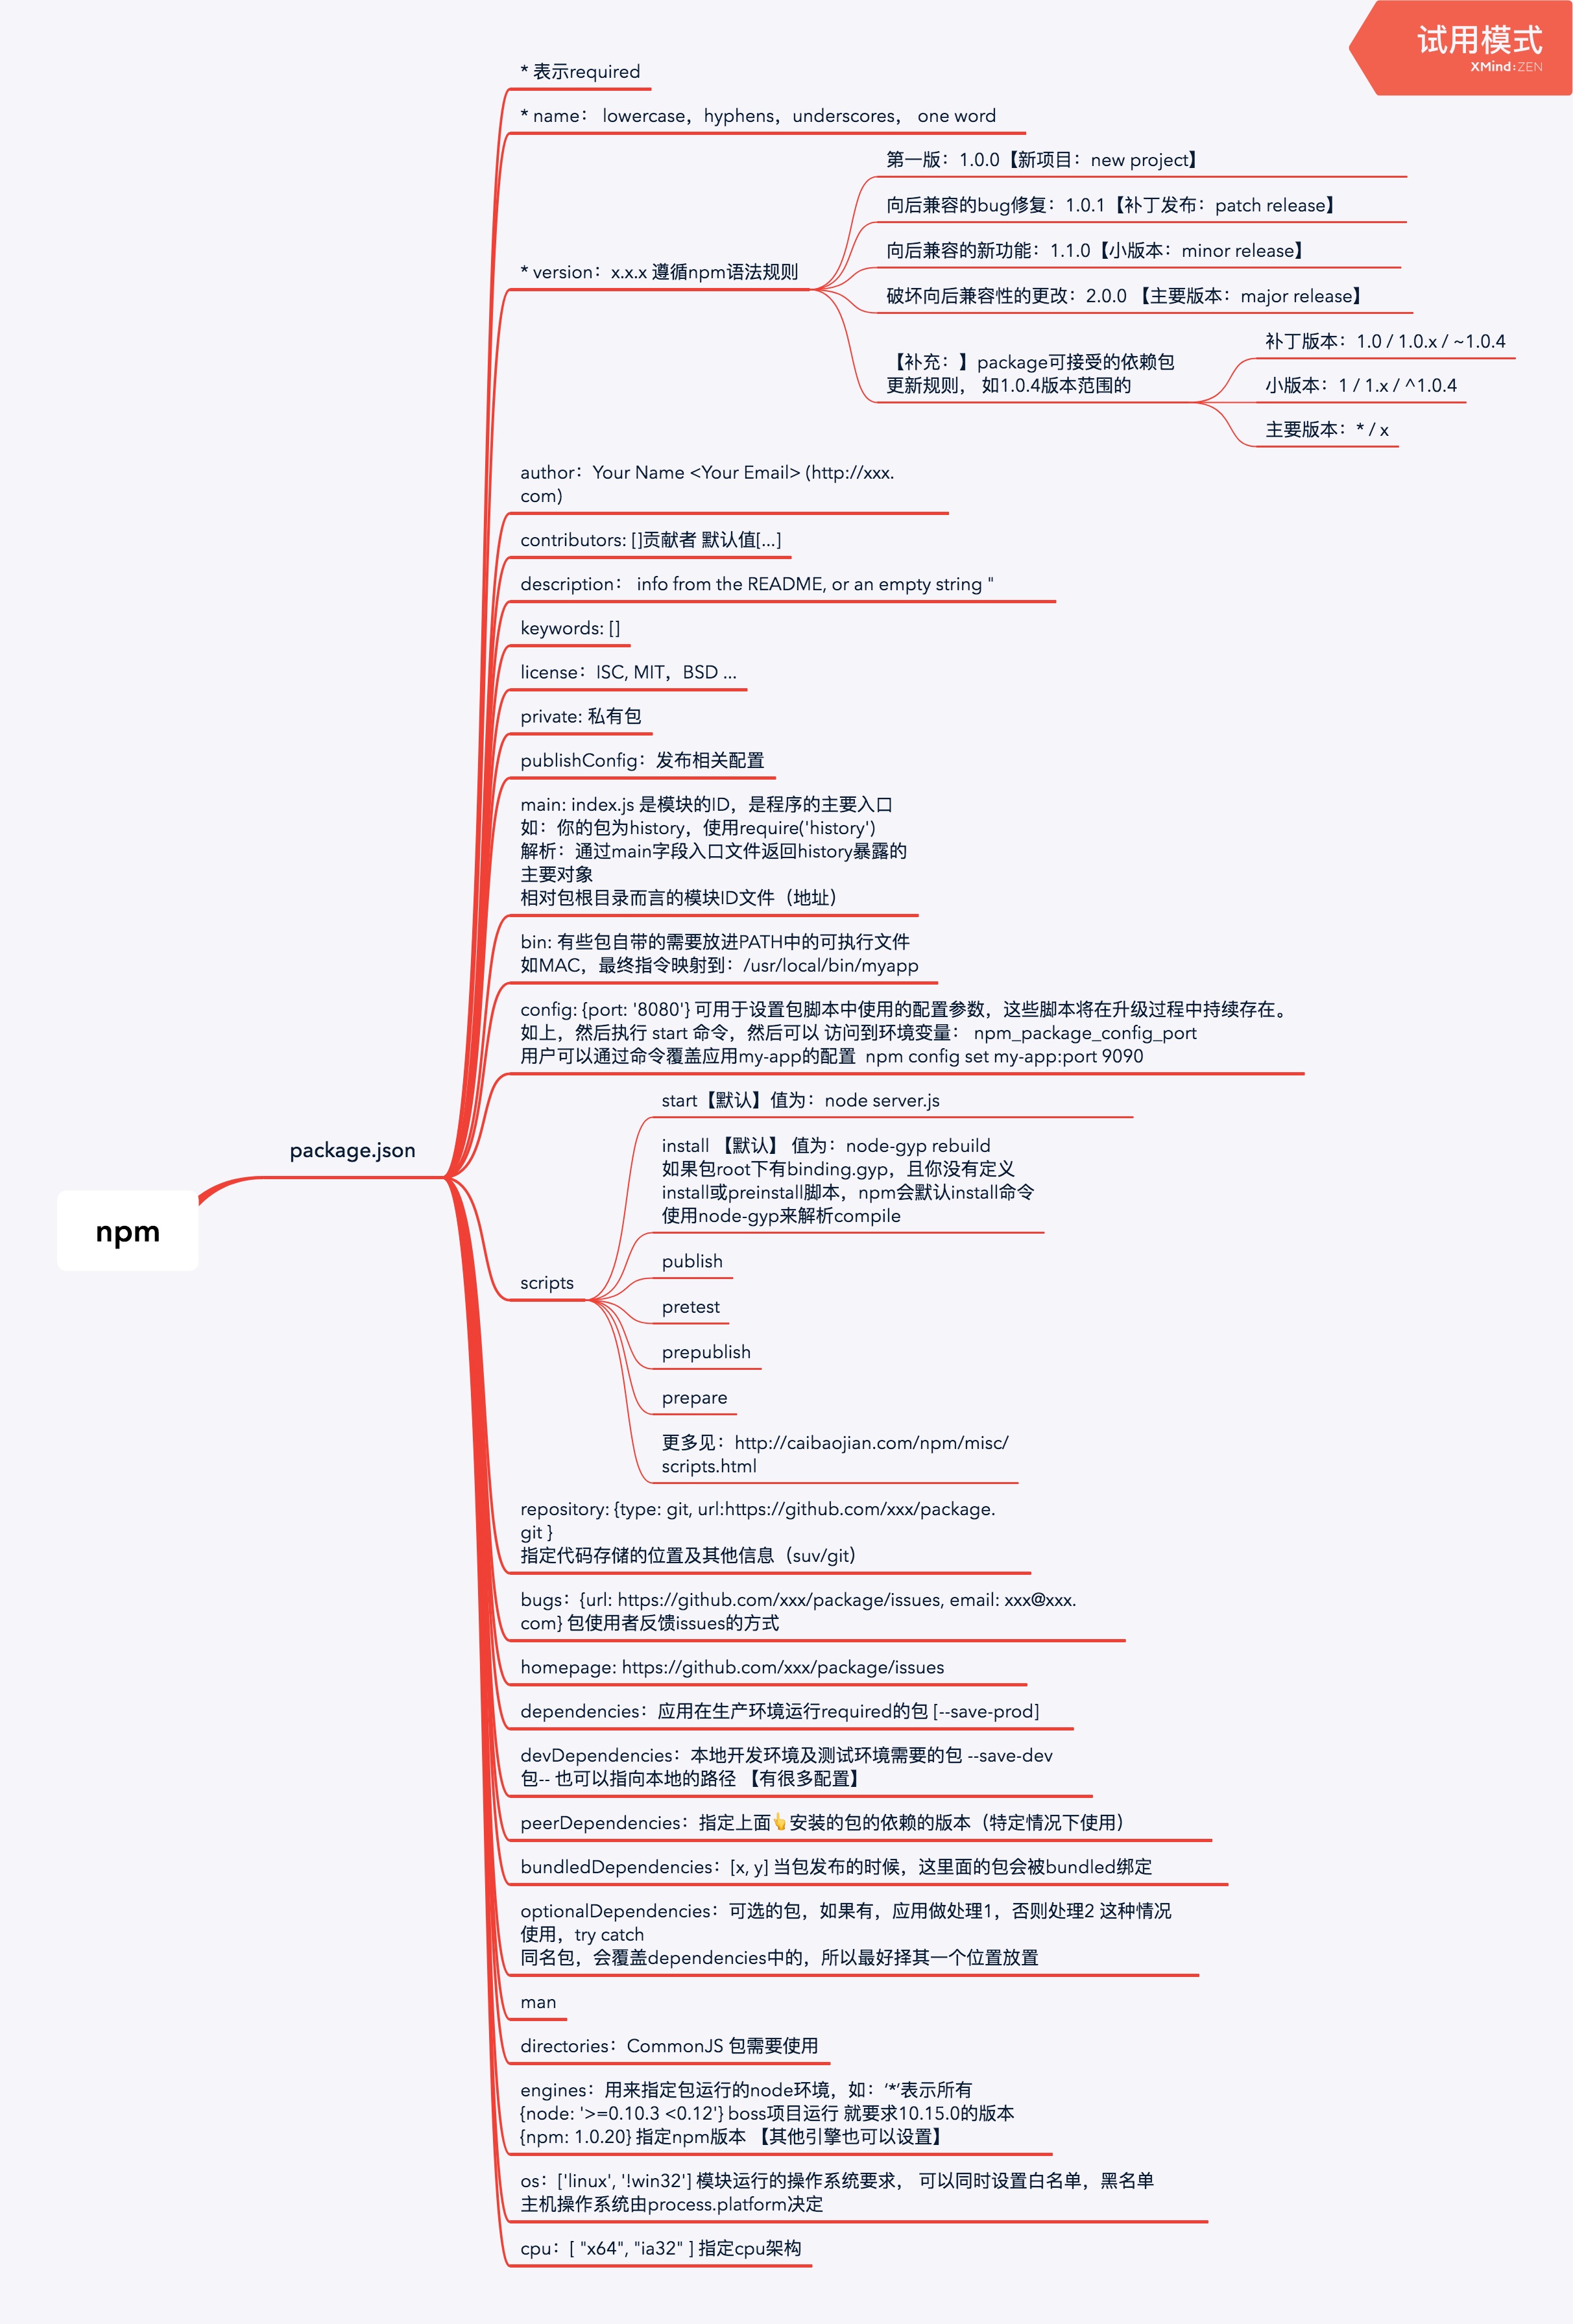 试用模式
XMind:ZEN
* 表示required
* name： lowercase，hyphens，underscores， one word
* version：x.x.x 遵循npm语法规则
第一版：1.0.0【新项目：new project】
向后兼容的bug修复：1.0.1【补丁发布：patch release】
向后兼容的新功能：1.1.0【小版本：minor release】
破坏向后兼容性的更改：2.0.0 【主要版本：major release】
【补充：】package可接受的依赖包
更新规则， 如1.0.4版本范围的
补丁版本：1.0 / 1.0.x / ~1.0.4
小版本：1 / 1.x / ^1.0.4
主要版本：* / x
author：Your Name <Your Email> (http://xxx.
com)
contributors: []贡献者 默认值[...]
description： info from the README, or an empty string "
keywords: []
license：ISC, MIT，BSD ...
private: 私有包
publishConfig：发布相关配置
main: index.js 是模块的ID，是程序的主要入口
如：你的包为history，使用require('history')
解析：通过main字段入口文件返回history暴露的
主要对象
相对包根目录而言的模块ID文件（地址）
bin: 有些包自带的需要放进PATH中的可执行文件
如MAC，最终指令映射到：/usr/local/bin/myapp
config: {port: '8080'} 可用于设置包脚本中使用的配置参数，这些脚本将在升级过程中持续存在。
如上，然后执行 start 命令，然后可以 访问到环境变量： npm_package_config_port
用户可以通过命令覆盖应用my-app的配置 npm config set my-app:port 9090
package.json
npm
scripts
start【默认】值为：node server.js
install 【默认】 值为：node-gyp rebuild
如果包root下有binding.gyp，且你没有定义
install或preinstall脚本，npm会默认install命令
使用node-gyp来解析compile
publish
pretest
prepublish
prepare
更多见：http://caibaojian.com/npm/misc/
scripts.html
repository: {type: git, url:https://github.com/xxx/package.
git }
指定代码存储的位置及其他信息（suv/git）
bugs：{url: https://github.com/xxx/package/issues, email: xxx@xxx.
com} 包使用者反馈issues的方式
homepage: https://github.com/xxx/package/issues
dependencies：应用在生产环境运行required的包 [--save-prod]
devDependencies：本地开发环境及测试环境需要的包 --save-dev
包-- 也可以指向本地的路径 【有很多配置】
peerDependencies：指定上面👆安装的包的依赖的版本（特定情况下使用）
bundledDependencies：[x, y] 当包发布的时候，这里面的包会被bundled绑定
optionalDependencies：可选的包，如果有，应用做处理1，否则处理2 这种情况
使用，try catch
同名包，会覆盖dependencies中的，所以最好择其一个位置放置
man
directories：CommonJS 包需要使用
engines：用来指定包运行的node环境，如：‘*’表示所有
{node: '>=0.10.3 <0.12'} boss项目运行 就要求10.15.0的版本
{npm: 1.0.20} 指定npm版本 【其他引擎也可以设置】
os：['linux', '!win32'] 模块运行的操作系统要求， 可以同时设置白名单，黑名单
主机操作系统由process.platform决定
cpu：[ "x64", "ia32" ] 指定cpu架构